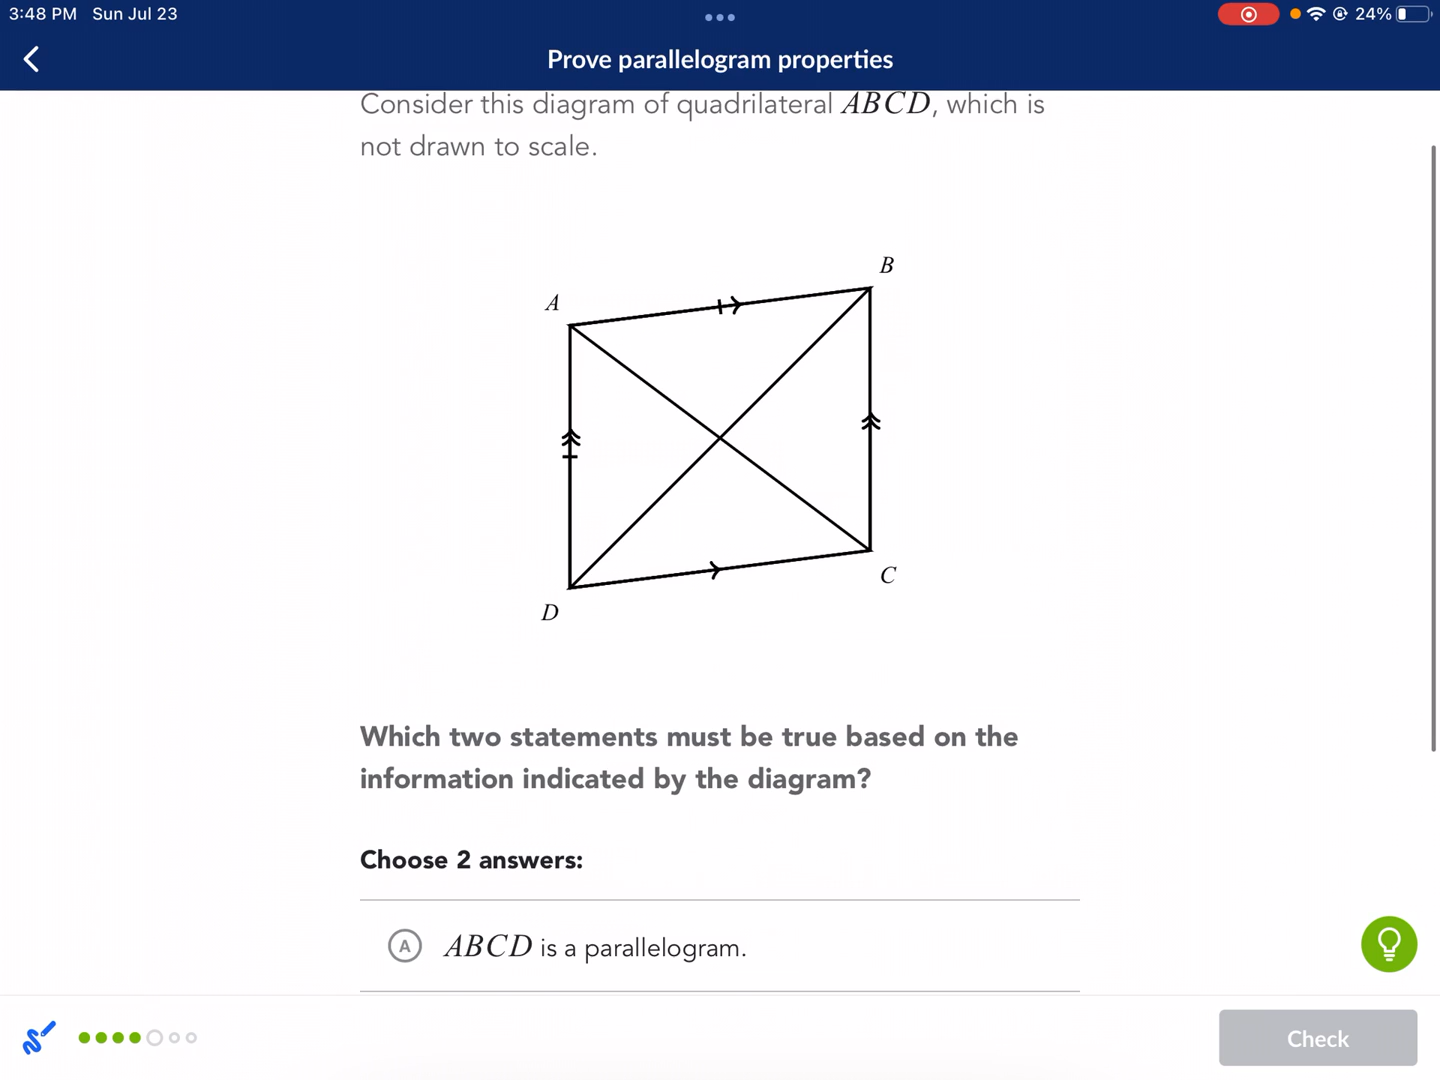 3:48 PM Sun Jul 23
24%
Prove parallelogram properties
Consider this diagram of quadrilateral ABCD, which is
not drawn to scale.
B
A
C
D
Which two statements must be true based on the
information indicated by the diagram?
Choose 2 answers:
A ABCD is a parallelogram.
Check